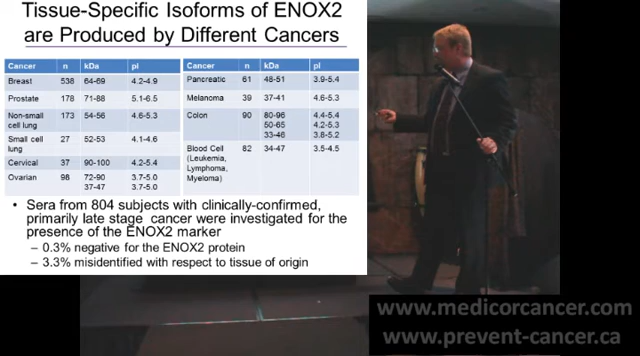 Tissue-Specific Isoforms of ENOX2
are Produced by Different Cancers
Cancer n kDa pI
Breast 538 64-69 4.2-4.9
Prostate 178 71-88 5.1-6.5
Non-small 173 54-56 4.6-5.3
cell lung
Small cell 27 52-53 4.1-4.6
lung
Cervical 37 90-100 4.2-5.4
Ovarian 98 72-90 3.7-5.0
37-47 3.7-5.0
Cancer n kDa pI
Pancreatic 61 48-51 3.9-5.4
Melanoma 39 37-41 4.6-5.3
Colon 90 80-96 4.4-5.4
50-65 4.2-5.3
33-46 3.8-5.2
Blood Cell 82 34-47 3.5-4.5
(Leukemia,
Lymphoma,
Myeloma)
• Sera from 804 subjects with clinically-confirmed,
primarily late stage cancer were investigated for the
presence of the ENOX2 marker
– 0.3% negative for the ENOX2 protein
– 3.3% misidentified with respect to tissue of origin
www.medicorcancer.com
www.prevent-cancer.ca